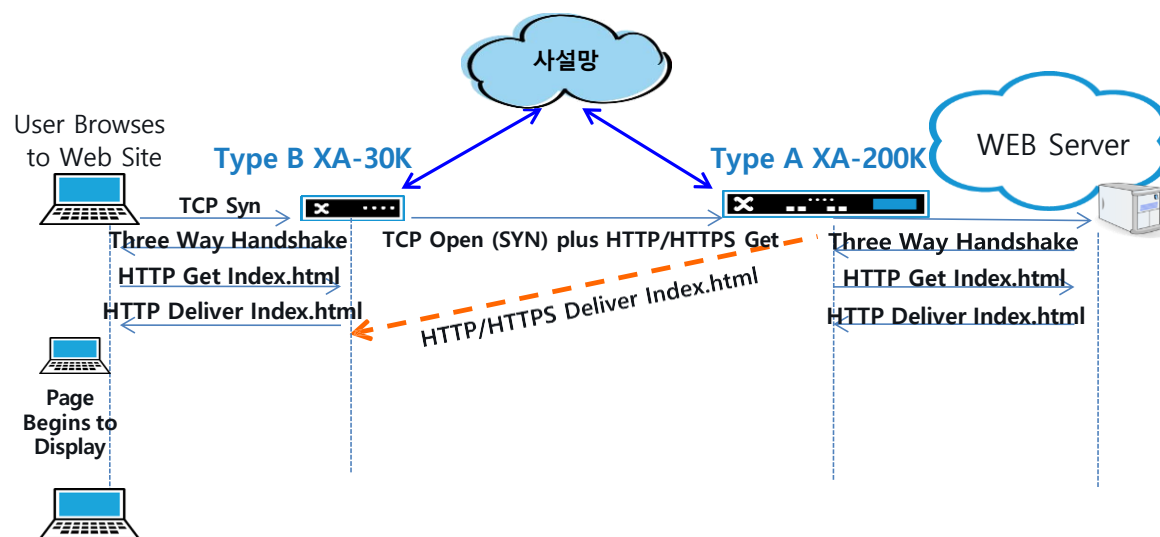 사설망
User Browses
to Web Site
Type B XA-30K
Type A XA-200K
WEB Server
TCP Syn
Three Way Handshake
TCP Open (SYN) plus HTTP/HTTPS Get
Three Way Handshake
HTTP Get Index.html
HTTP Get Index.html
HTTP Deliver Index.html
HTTP/HTTPS Deliver Index.html
HTTP Deliver Index.html
Page
Begins to
Display